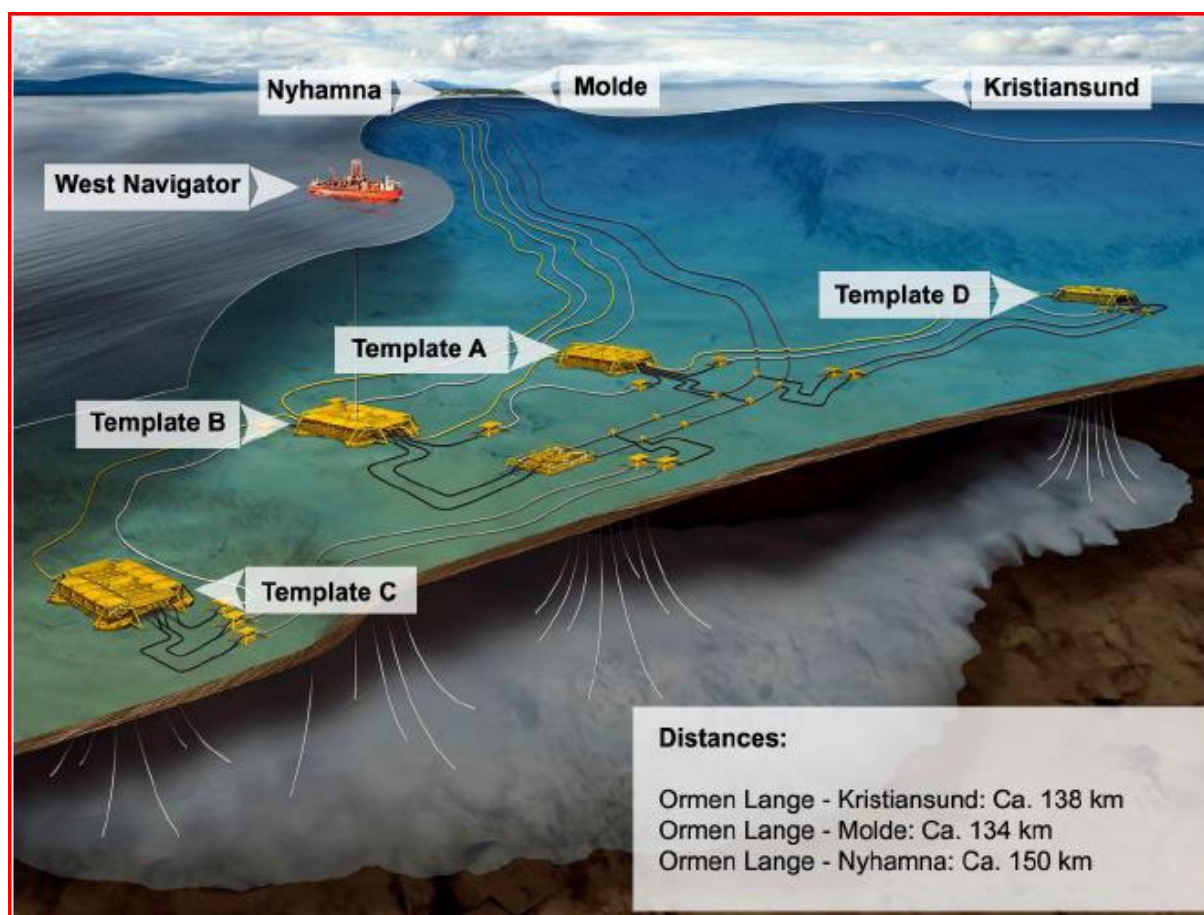 Nyhamna
Molde
Kristiansund
West Navigator
Template D
Template A
Template B
Template C
Distances:
Ormen Lange - Kristiansund: Ca. 138 km
Ormen Lange - Molde: Ca. 134 km
Ormen Lange - Nyhamna: Ca. 150 km